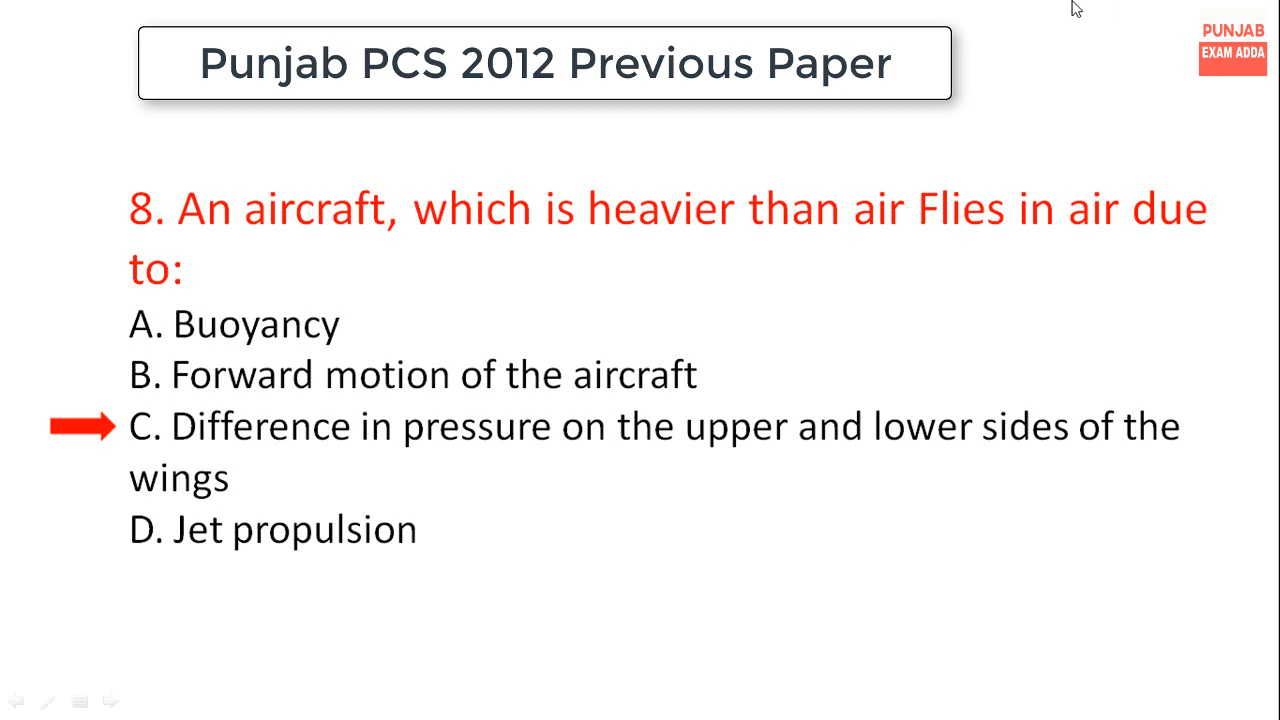 Punjab PCS 2012 Previous Paper
PUNJAB
EXAM ADDA
8. An aircraft, which is heavier than air Flies in air due
to:
A. Buoyancy
B. Forward motion of the aircraft
C. Difference in pressure on the upper and lower sides of the
wings
D. Jet propulsion